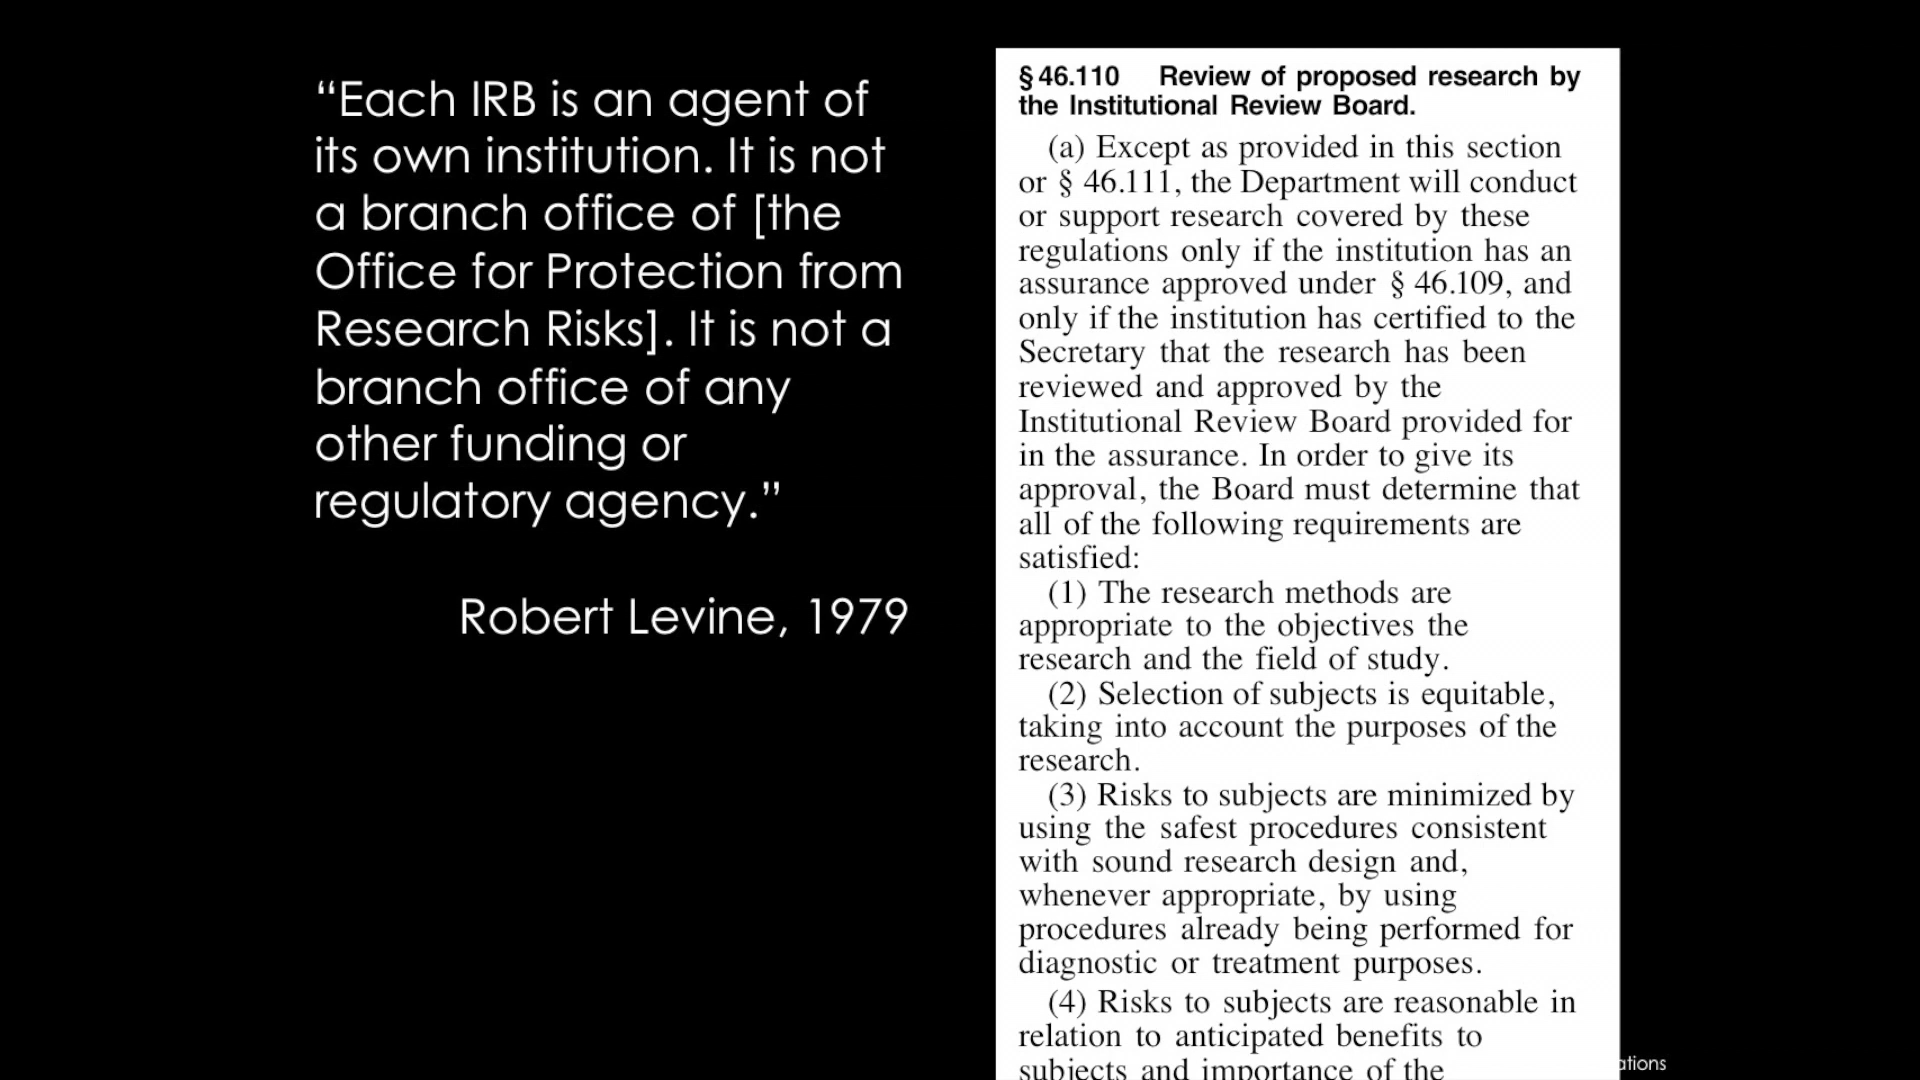 “Each IRB is an agent of
its own institution. It is not
a branch office of [the
Office for Protection from
Research Risks]. It is not a
branch office of any
other funding or
regulatory agency.”
Robert Levine, 1979
§ 46.110 Review of proposed research by
the Institutional Review Board.
(a) Except as provided in this section
or § 46.111, the Department will conduct
or support research covered by these
regulations only if the institution has an
assurance approved under § 46.109, and
only if the institution has certified to the
Secretary that the research has been
reviewed and approved by the
Institutional Review Board provided for
in the assurance. In order to give its
approval, the Board must determine that
all of the following requirements are
satisfied:
(1) The research methods are
appropriate to the objectives the
research and the field of study.
(2) Selection of subjects is equitable,
taking into account the purposes of the
research.
(3) Risks to subjects are minimized by
using the safest procedures consistent
with sound research design and,
whenever appropriate, by using
procedures already being performed for
diagnostic or treatment purposes.
(4) Risks to subjects are reasonable in
relation to anticipated benefits to
subjects and importance of the